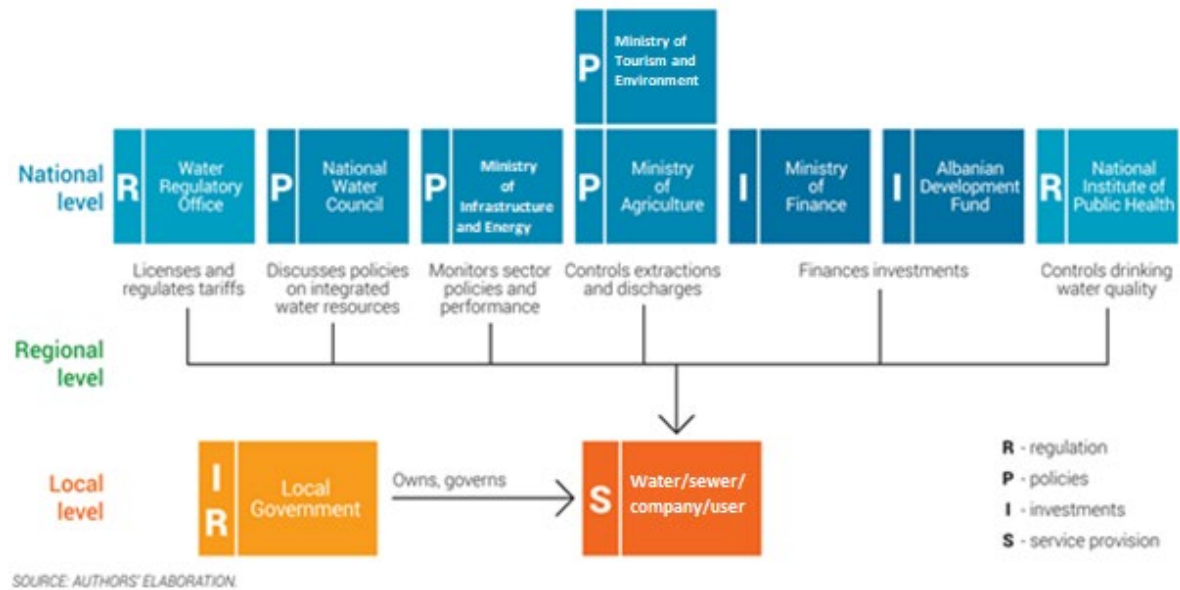 P
Ministry of
Tourism and
Environment
National
level
R
Water
Regulatory
Office
P
National
Water
Council
P
Ministry
of
Infrastructure
and Energy
P
Ministry
of
Agriculture
I
Ministry
of
Finance
I
Albanian
Development
Fund
R
National
Institute of
Public Health
Licenses and
regulates tariffs
Discusses policies
on integrated
water resources
Monitors sector
policies and
performance
Controls extractions
and discharges
Finances investments
Controls drinking
water quality
Regional
level
Local
level
I
R
Local
Government
Owns, governs
S
Water/sewer/
company/user
R - regulation
P - policies
I - investments
S - service provision
SOURCE: AUTHORS' ELABORATION.